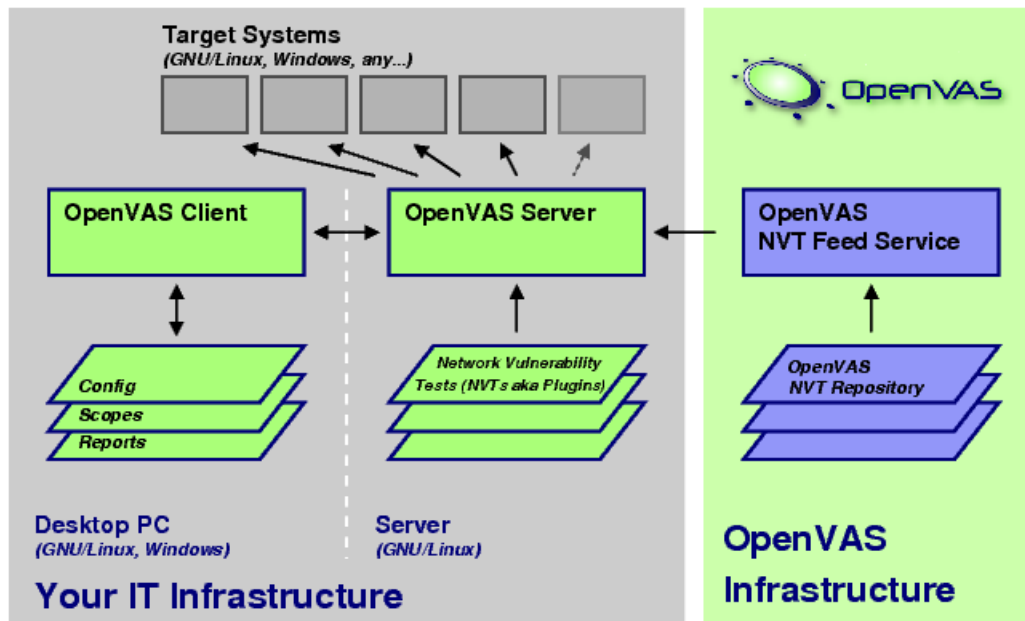 Target Systems
(GNU/Linux, Windows, any...)
OpenVAS
OpenVAS Client
OpenVAS Server
OpenVAS
NVT Feed Service
Config
Scopes
Reports
Network Vulnerability
Tests (NVTs aka Plugins)
OpenVAS
NVT Repository
Desktop PC
(GNU/Linux, Windows)
Server
(GNU/Linux)
Your IT Infrastructure
OpenVAS
Infrastructure